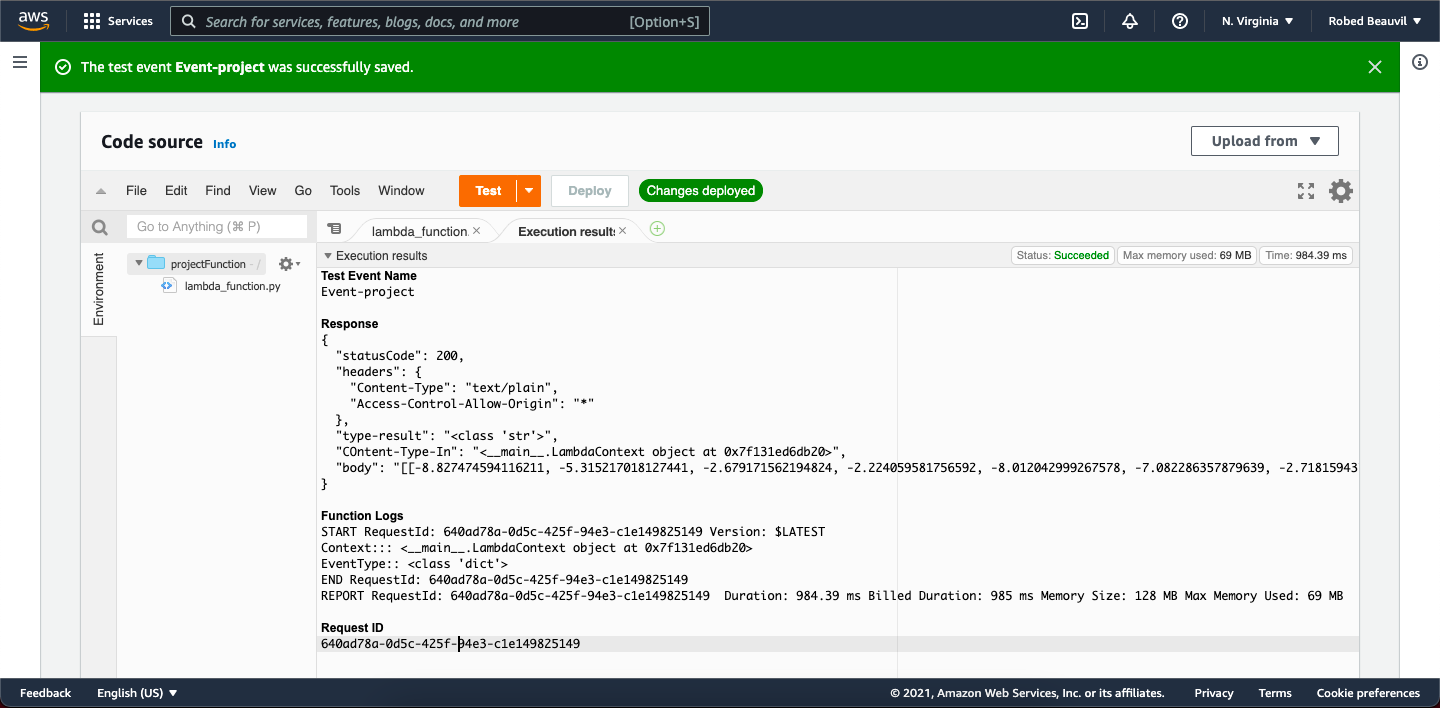 aws Services Search for services, features, blogs, docs, and more [Option+S] N. Virginia Robed Beauvil
The test event Event-project was successfully saved.
Code source Info Upload from
File Edit Find View Go Tools Window Test Deploy Changes deployed
Go to Anything (⌘ P) lambda_function. Execution results
Environment
projectFunction - /
lambda_function.py
Execution results Status: Succeeded Max memory used: 69 MB Time: 984.39 ms
Test Event Name
Event-project
Response
{
"statusCode": 200,
"headers": {
"Content-Type": "text/plain",
"Access-Control-Allow-Origin": "*"
},
"type-result": "<class 'str'>",
"COntent-Type-In": "<__main__.LambdaContext object at 0x7f131ed6db20>",
"body": "[[-8.827474594116211, -5.315217018127441, -2.679171562194824, -2.224059581756592, -8.012042999267578, -7.082286357879639, -2.71815943
}
Function Logs
START RequestId: 640ad78a-0d5c-425f-94e3-c1e149825149 Version: $LATEST
Context::: <__main__.LambdaContext object at 0x7f131ed6db20>
EventType:: <class 'dict'>
END RequestId: 640ad78a-0d5c-425f-94e3-c1e149825149
REPORT RequestId: 640ad78a-0d5c-425f-94e3-c1e149825149 Duration: 984.39 ms Billed Duration: 985 ms Memory Size: 128 MB Max Memory Used: 69 MB
Request ID
640ad78a-0d5c-425f-94e3-c1e149825149
Feedback English (US) © 2021, Amazon Web Services, Inc. or its affiliates. Privacy Terms Cookie preferences